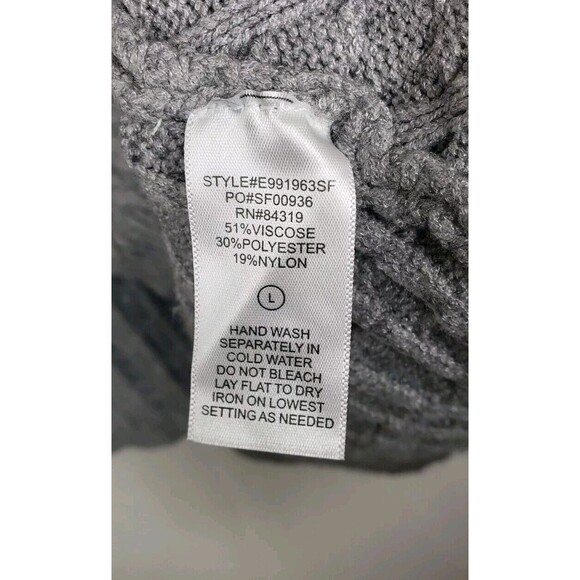 STYLE#E991963SF
PO#SF00936
RN#84319
51%VISCOSE
30%POLYESTER
19%NYLON
L
HAND WASH
SEPARATELY IN
COLD WATER
DO NOT BLEACH
LAY FLAT TO DRY
IRON ON LOWEST
SETTING AS NEEDED